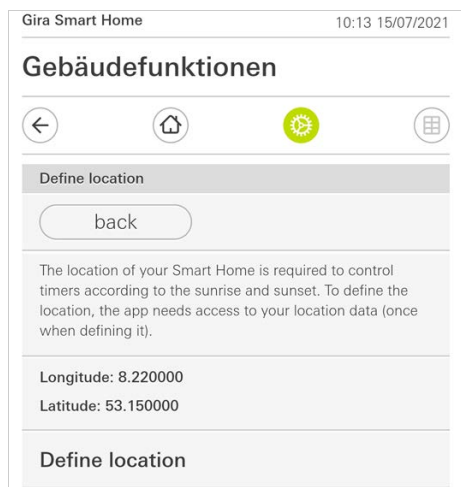 Gira Smart Home 10:13 15/07/2021
Gebäudefunktionen
Define location
back
The location of your Smart Home is required to control
timers according to the sunrise and sunset. To define the
location, the app needs access to your location data (once
when defining it).
Longitude: 8.220000
Latitude: 53.150000
Define location